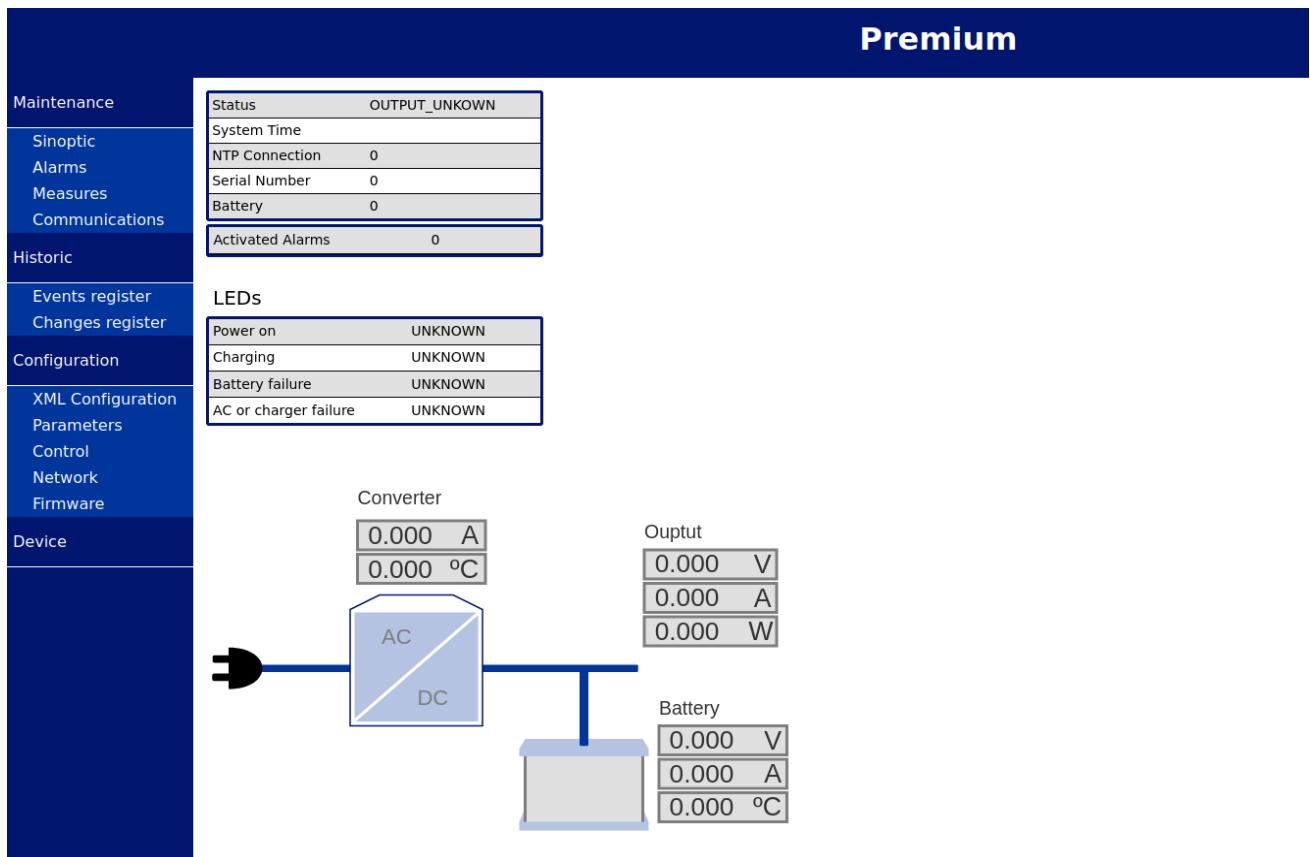 Premium
Maintenance
Sinoptic
Alarms
Measures
Communications
Historic
Events register
Changes register
Configuration
XML Configuration
Parameters
Control
Network
Firmware
Device
Status OUTPUT_UNKOWN
System Time
NTP Connection 0
Serial Number 0
Battery 0
Activated Alarms 0
LEDs
Power on UNKNOWN
Charging UNKNOWN
Battery failure UNKNOWN
AC or charger failure UNKNOWN
Converter
0.000 A
0.000 ºC
AC
DC
Ouptut
0.000 V
0.000 A
0.000 W
Battery
0.000 V
0.000 A
0.000 ºC